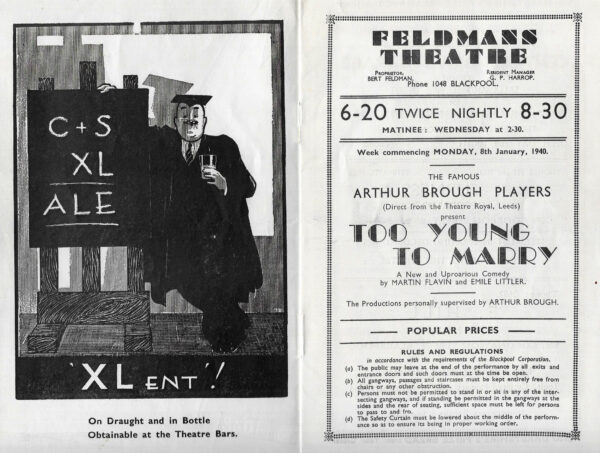 C + S
XL
ALE
'XLENT'!
On Draught and in Bottle
Obtainable at the Theatre Bars.
FELDMANS
THEATRE
PROPRIETOR: RESIDENT MANAGER
BERT FELDMAN. G. P. HARROP.
Phone 1048 BLACKPOOL.
6-20 TWICE NIGHTLY 8-30
MATINEE: WEDNESDAY at 2-30.
Week commencing MONDAY, 8th January, 1940.
THE FAMOUS
ARTHUR BROUGH PLAYERS
(Direct from the Theatre Royal, Leeds)
present
TOO YOUNG
TO MARRY
A New and Uproarious Comedy
by MARTIN FLAVIN and EMILE LITTLER.
The Productions personally supervised by ARTHUR BROUGH.
POPULAR PRICES
RULES AND REGULATIONS
in accordance with the requirements of the Blackpool Corporation.
(a) The public may leave at the end of the performance by all exits and
entrance doors and such doors must at the time be open.
(b) All gangways, passages and staircases must be kept entirely free from
chairs or any other obstruction.
(c) Persons must not be permitted to stand in or sit in any of the inter-
secting gangways, and if standing be permitted in the gangways at the
sides and the rear of seating, sufficient space must be left for persons
to pass to and fro.
(d) The Safety Curtain must be lowered about the middle of the perform-
ance so as to ensure its being in proper working order.